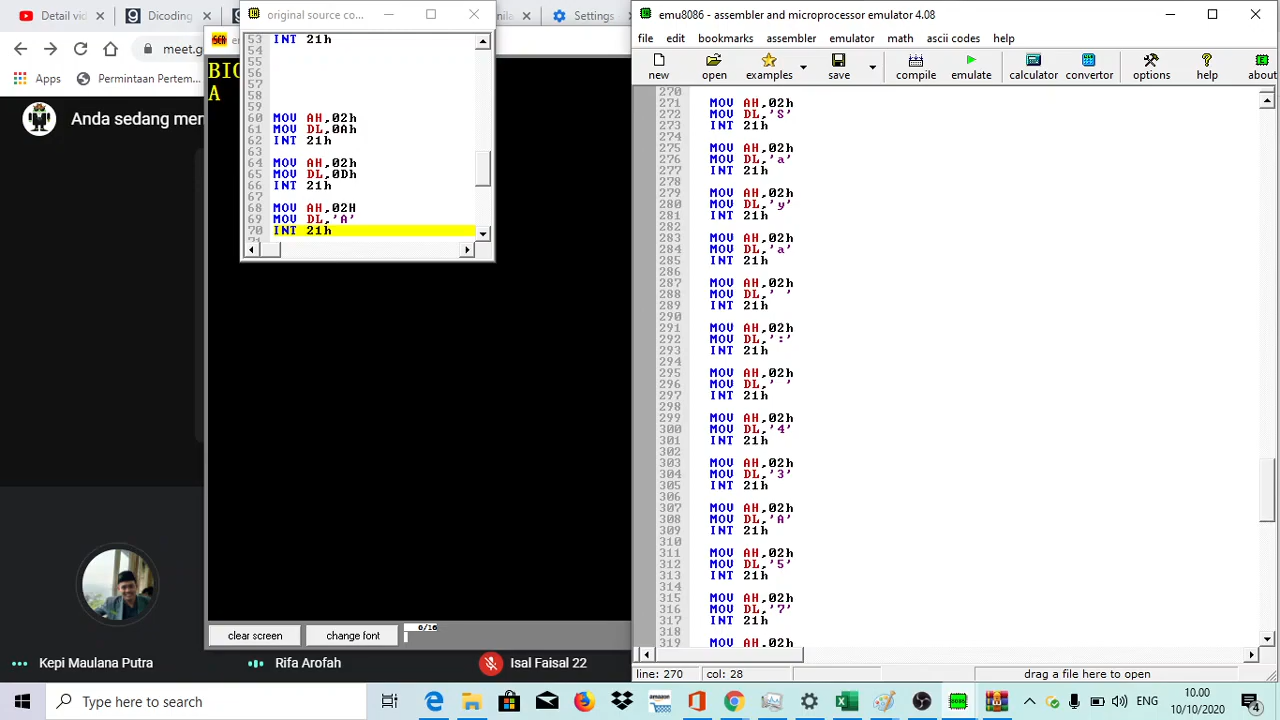 Detail vid
Dicoding
original source co...
Settings
emu8086 - assembler and microprocessor emulator 4.08
file edit bookmarks assembler emulator math ascii codes help
new open examples save compile emulate calculator convertor options help about
meet.g
Apps
Permintaan Pertem...
Anda sedang mer
A
53 INT 21h
54
55
56
57
58
59
60 MOV AH,02h
61 MOV DL,0Ah
62 INT 21h
63
64 MOV AH,02h
65 MOV DL,0Dh
66 INT 21h
67
68 MOV AH,02H
69 MOV DL,'A'
70 INT 21h
71
270
271 MOV AH,02h
272 MOV DL,'S'
273 INT 21h
274
275 MOV AH,02h
276 MOV DL,'a'
277 INT 21h
278
279 MOV AH,02h
280 MOV DL,'y'
281 INT 21h
282
283 MOV AH,02h
284 MOV DL,'a'
285 INT 21h
286
287 MOV AH,02h
288 MOV DL,' '
289 INT 21h
290
291 MOV AH,02h
292 MOV DL,':'
293 INT 21h
294
295 MOV AH,02h
296 MOV DL,' '
297 INT 21h
298
299 MOV AH,02h
300 MOV DL,'4'
301 INT 21h
302
303 MOV AH,02h
304 MOV DL,'3'
305 INT 21h
306
307 MOV AH,02h
308 MOV DL,'A'
309 INT 21h
310
311 MOV AH,02h
312 MOV DL,'5'
313 INT 21h
314
315 MOV AH,02h
316 MOV DL,'7'
317 INT 21h
318
319 MOV AH,02h
clear screen change font 0/16
Kepi Maulana Putra
Rifa Arofah
Isal Faisal 22
line: 270 col: 28 drag a file here to open
Type here to search
ENG
10.00
10/10/2020
4